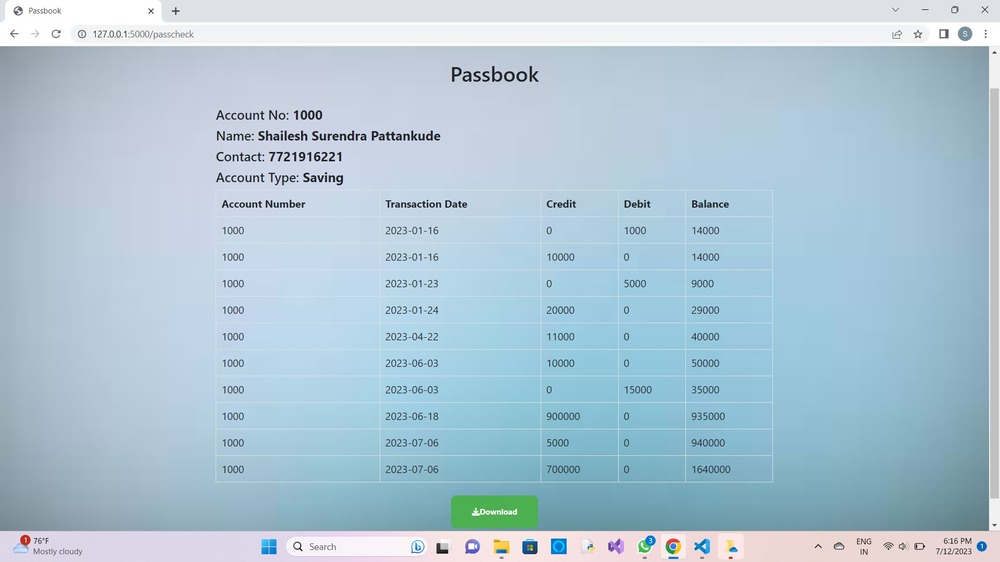 Passbook
127.0.0.1:5000/passcheck
S
Passbook
Account No: 1000
Name: Shailesh Surendra Pattankude
Contact: 7721916221
Account Type: Saving
Account Number Transaction Date Credit Debit Balance
1000 2023-01-16 0 1000 14000
1000 2023-01-16 10000 0 14000
1000 2023-01-23 0 5000 9000
1000 2023-01-24 20000 0 29000
1000 2023-04-22 11000 0 40000
1000 2023-06-03 10000 0 50000
1000 2023-06-03 0 15000 35000
1000 2023-06-18 900000 0 935000
1000 2023-07-06 5000 0 940000
1000 2023-07-06 700000 0 1640000
Download
1 76°F
Mostly cloudy
Search
3
ENG
IN
6:16 PM
7/12/2023
1